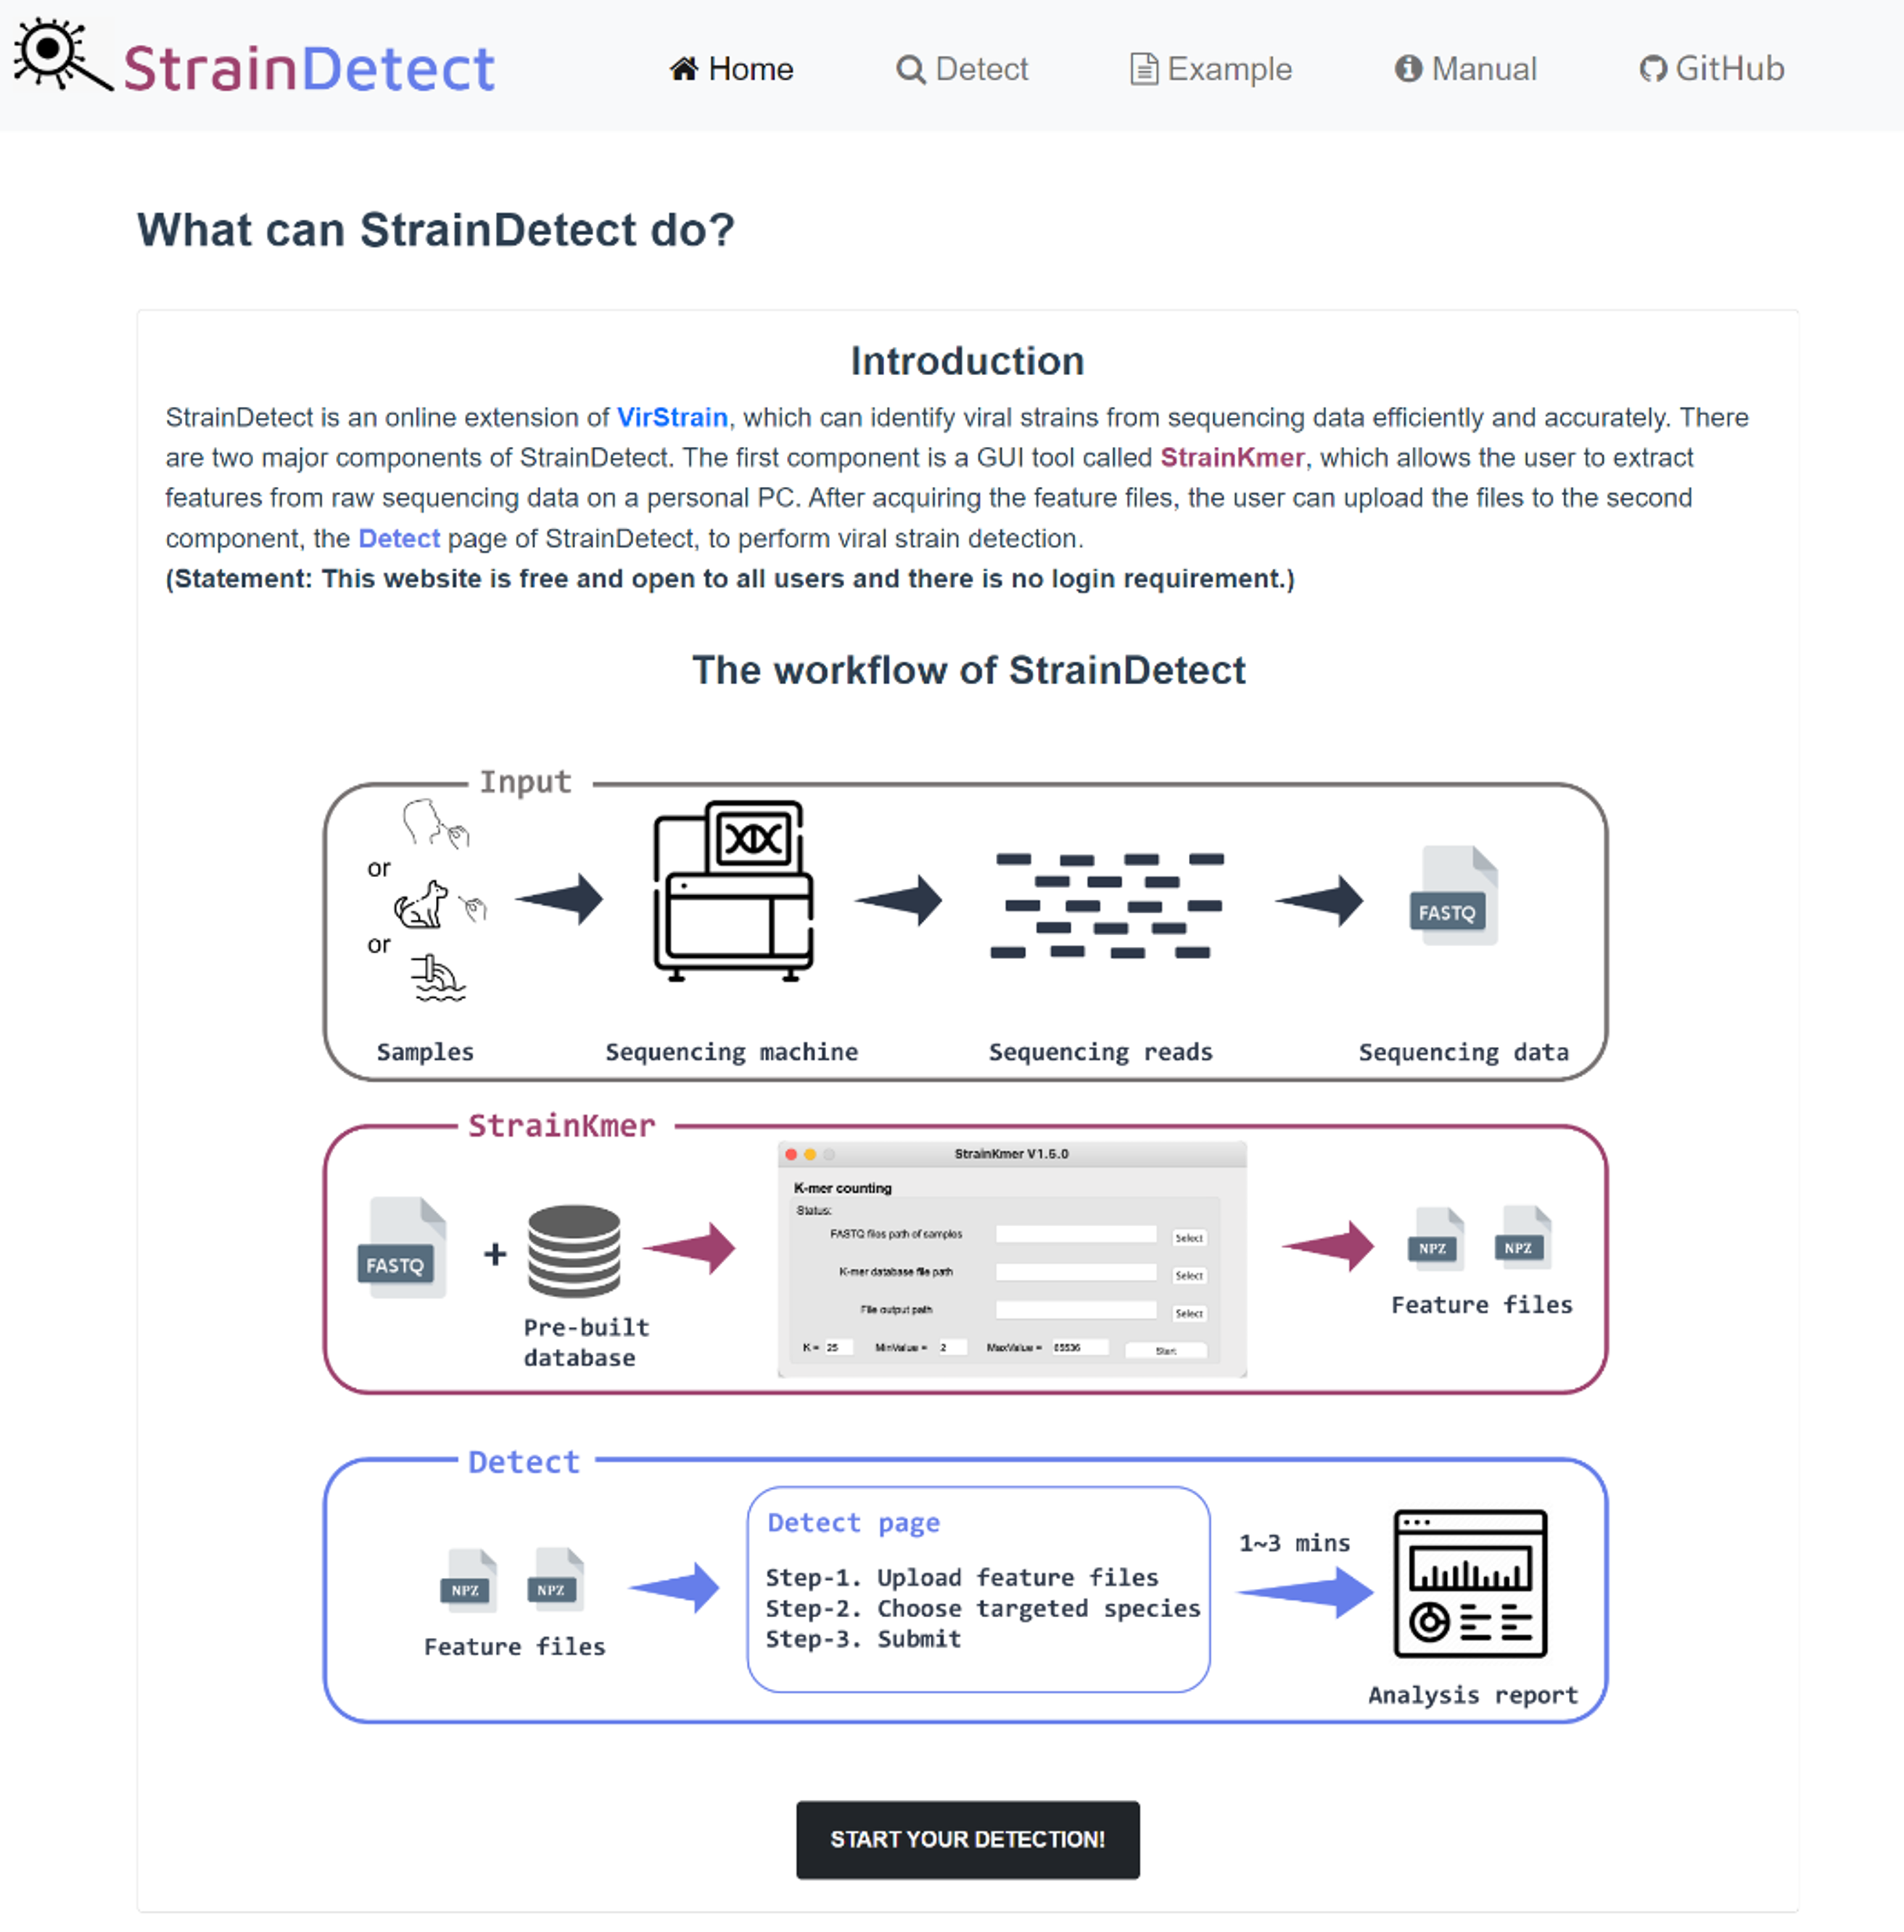 StrainDetect
Home
Detect
Example
Manual
GitHub
What can StrainDetect do?
Introduction
StrainDetect is an online extension of VirStrain, which can identify viral strains from sequencing data efficiently and accurately. There
are two major components of StrainDetect. The first component is a GUI tool called StrainKmer, which allows the user to extract
features from raw sequencing data on a personal PC. After acquiring the feature files, the user can upload the files to the second
component, the Detect page of StrainDetect, to perform viral strain detection.
(Statement: This website is free and open to all users and there is no login requirement.)
The workflow of StrainDetect
Input
or
or
FASTQ
Samples
Sequencing machine
Sequencing reads
Sequencing data
StrainKmer
FASTQ
+
Pre-built
database
StrainKmer V1.5.0
K-mer counting
Status:
FASTQ files path of samples
Select
K-mer database file path
Select
File output path
Select
K = 25
MinValue = 2
MaxValue = 65536
Start
NPZ
NPZ
Feature files
Detect
NPZ
NPZ
Feature files
Detect page
Step-1. Upload feature files
Step-2. Choose targeted species
Step-3. Submit
1~3 mins
Analysis report
START YOUR DETECTION!